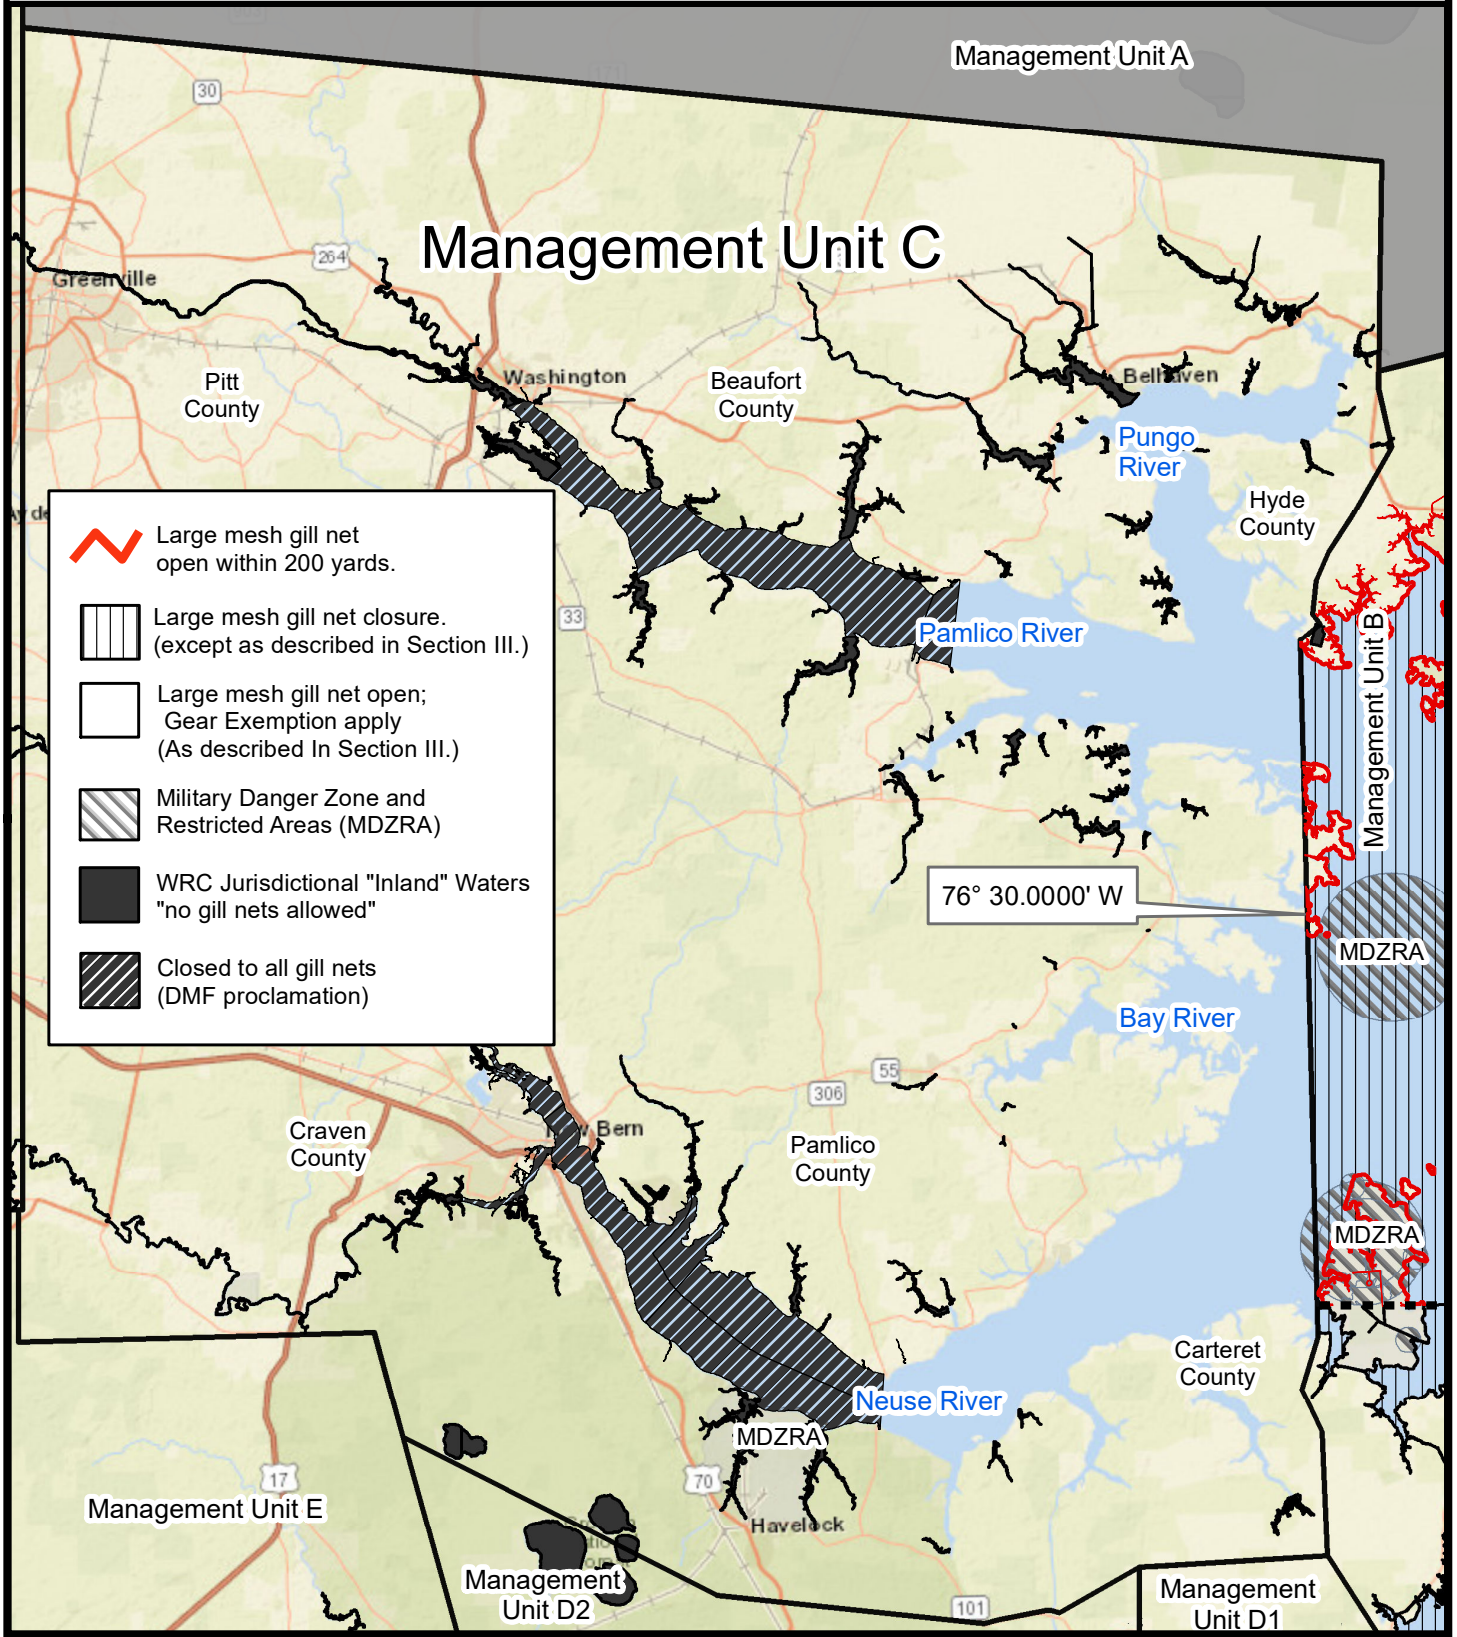 Management Unit A
30
171
Management Unit C
264
Greenville
Washington
Pitt
County
Beaufort
County
Belhaven
Pungo
River
Hyde
County
Large mesh gill net
open within 200 yards.
Large mesh gill net closure.
(except as described in Section III.)
Large mesh gill net open;
Gear Exemption apply
(As described In Section III.)
Military Danger Zone and
Restricted Areas (MDZRA)
WRC Jurisdictional "Inland" Waters
"no gill nets allowed"
Closed to all gill nets
(DMF proclamation)
33
Pamlico River
Management Unit B
76° 30.0000' W
MDZRA
Bay River
55
306
Craven
County
Bern
Pamlico
County
MDZRA
Carteret
County
Neuse River
MDZRA
17
70
Management Unit E
Havelock
Management
Unit D2
101
Management
Unit D1